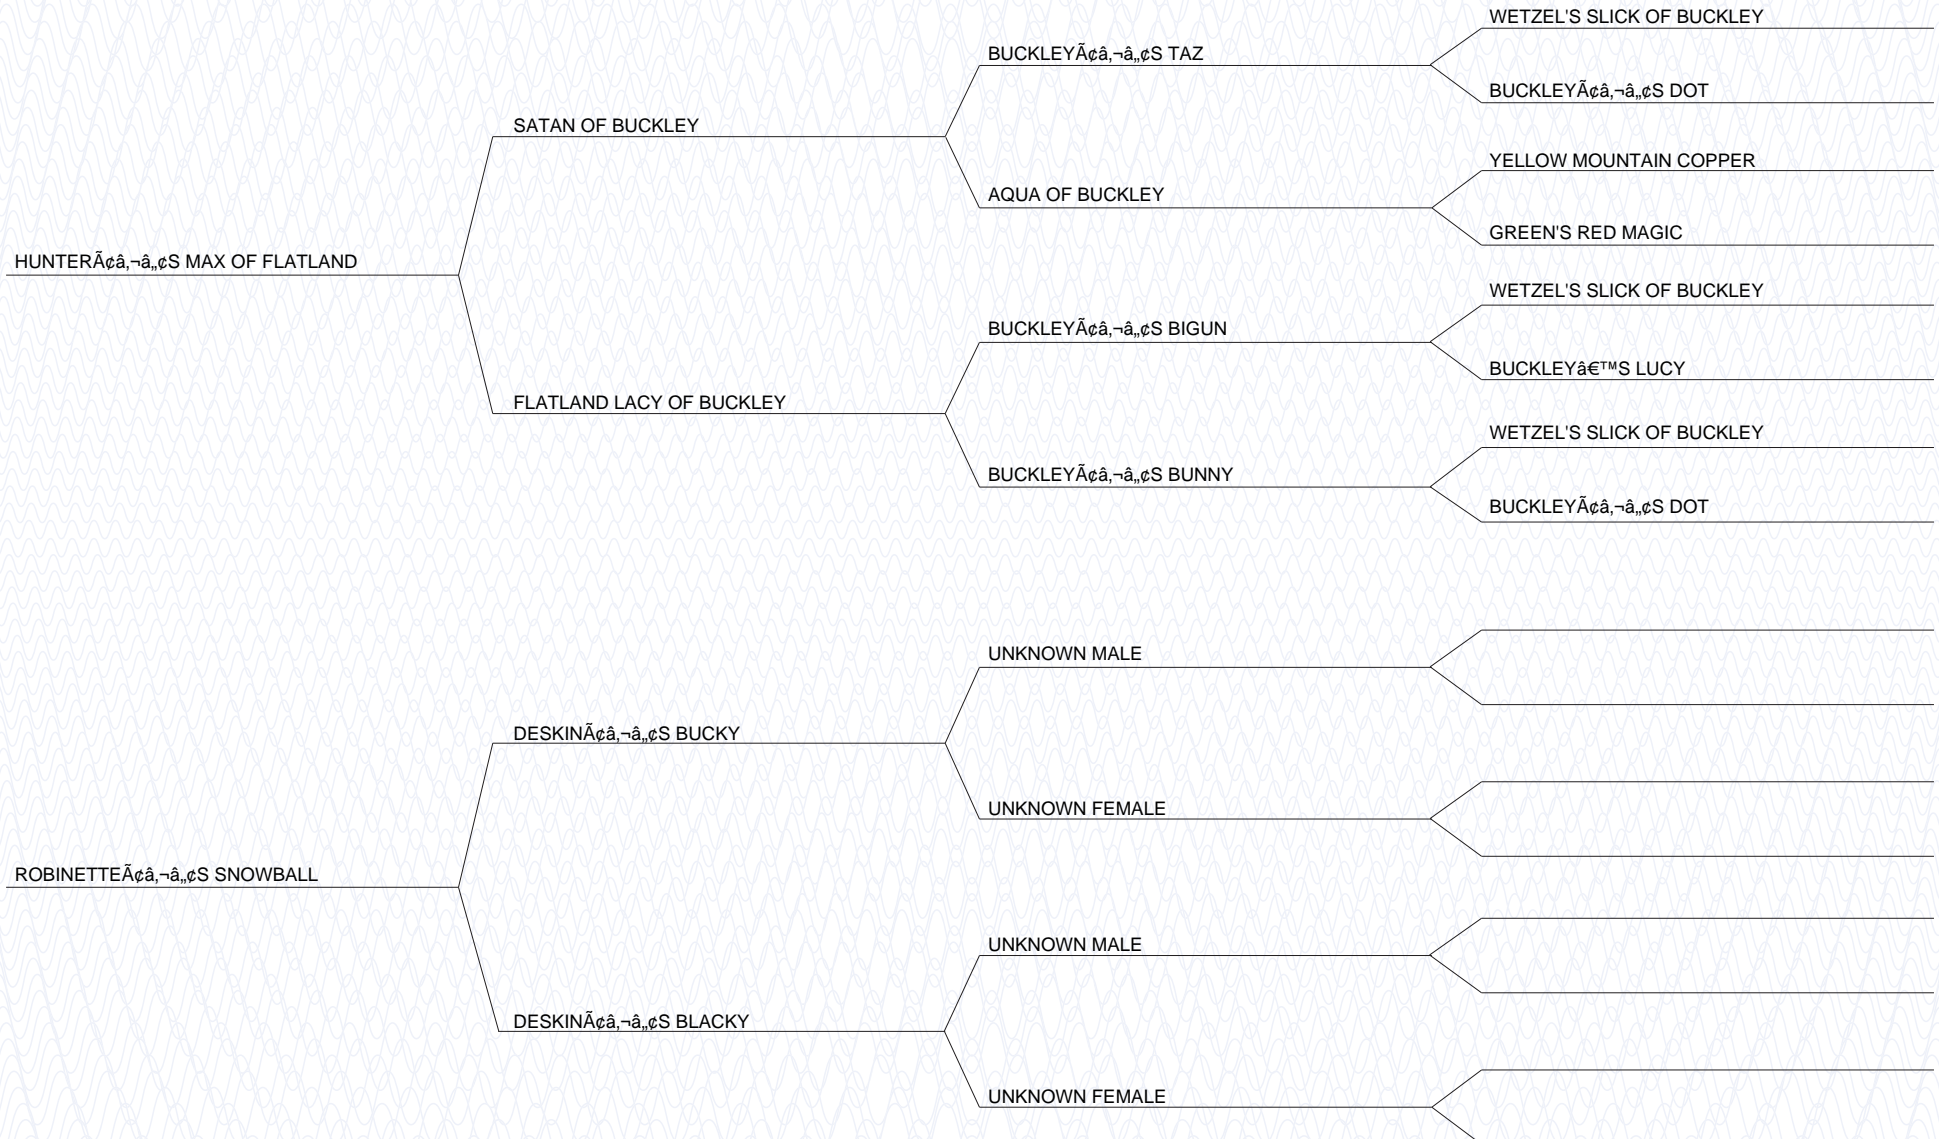 WETZEL'S SLICK OF BUCKLEY
BUCKLEYÃ¢â‚¬â„¢S TAZ
BUCKLEYÃ¢â‚¬â„¢S DOT
SATAN OF BUCKLEY
YELLOW MOUNTAIN COPPER
AQUA OF BUCKLEY
GREEN'S RED MAGIC
HUNTERÃ¢â‚¬â„¢S MAX OF FLATLAND
WETZEL'S SLICK OF BUCKLEY
BUCKLEYÃ¢â‚¬â„¢S BIGUN
BUCKLEYâ€™S LUCY
FLATLAND LACY OF BUCKLEY
WETZEL'S SLICK OF BUCKLEY
BUCKLEYÃ¢â‚¬â„¢S BUNNY
BUCKLEYÃ¢â‚¬â„¢S DOT
UNKNOWN MALE
DESKINÃ¢â‚¬â„¢S BUCKY
UNKNOWN FEMALE
ROBINETTEÃ¢â‚¬â„¢S SNOWBALL
UNKNOWN MALE
DESKINÃ¢â‚¬â„¢S BLACKY
UNKNOWN FEMALE